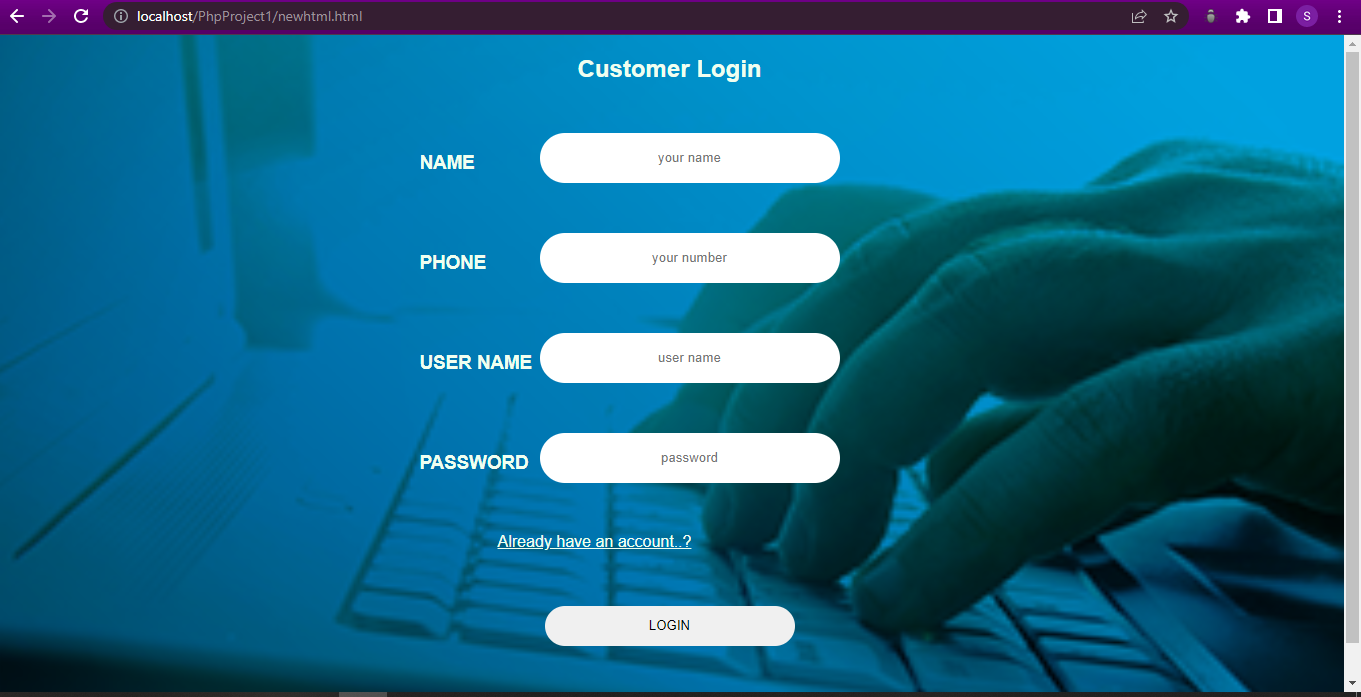 localhost/PhpProject1/newhtml.html
S
Customer Login
NAME
your name
PHONE
your number
USER NAME
user name
PASSWORD
password
Already have an account..?
LOGIN